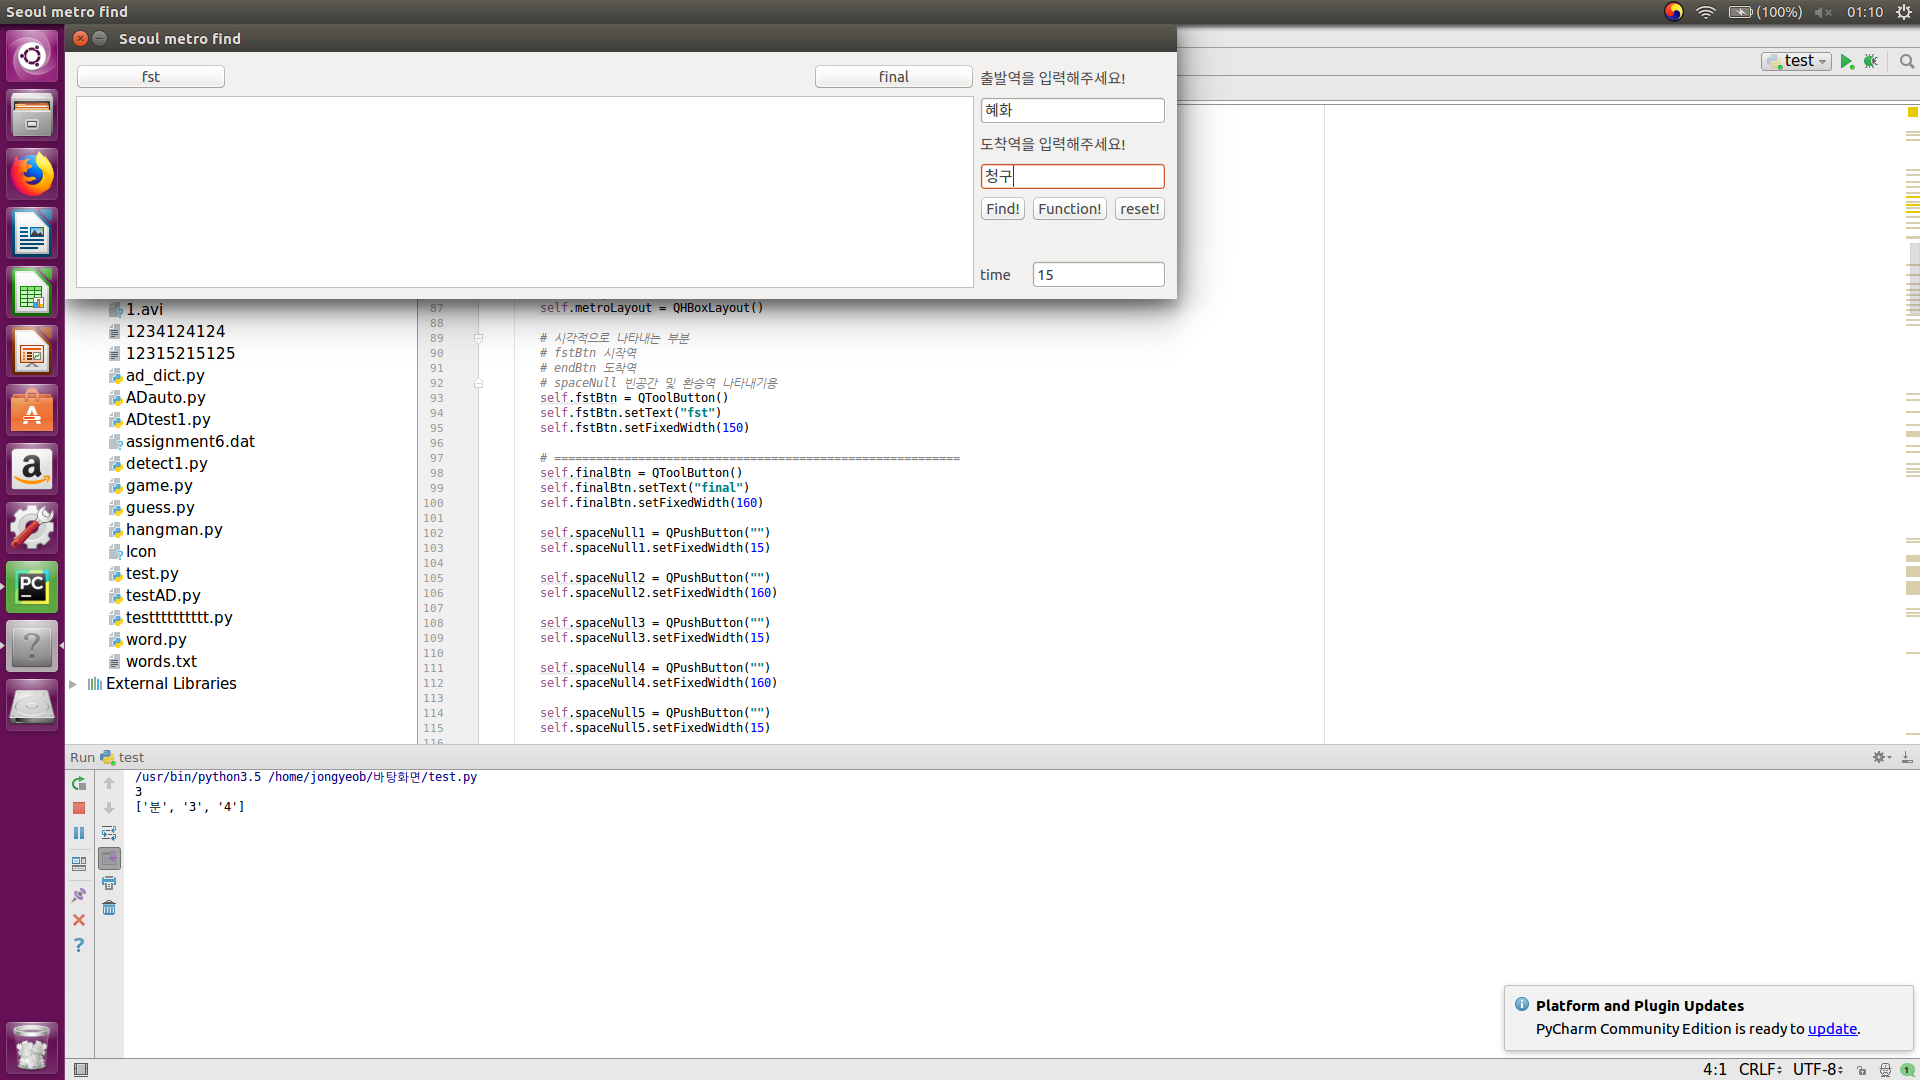 Seoul metro find
(100%)
01:10
Seoul metro find
fst
final
출발역을 입력해주세요!
혜화
도착역을 입력해주세요!
청구
Find!
Function!
reset!
time
15
test
1.avi
1234124124
12315215125
ad_dict.py
ADauto.py
ADtest1.py
assignment6.dat
detect1.py
game.py
guess.py
hangman.py
Icon
test.py
testAD.py
testttttttttt.py
word.py
words.txt
External Libraries
87 self.metroLayout = QHBoxLayout()
88
89 # 시각적으로 나타내는 부분
90 # fstBtn 시작역
91 # endBtn 도착역
92 # spaceNull 빈공간 및 환승역 나타내기용
93 self.fstBtn = QToolButton()
94 self.fstBtn.setText("fst")
95 self.fstBtn.setFixedWidth(150)
96
97 # ==========================================================
98 self.finalBtn = QToolButton()
99 self.finalBtn.setText("final")
100 self.finalBtn.setFixedWidth(160)
101
102 self.spaceNull1 = QPushButton("")
103 self.spaceNull1.setFixedWidth(15)
104
105 self.spaceNull2 = QPushButton("")
106 self.spaceNull2.setFixedWidth(160)
107
108 self.spaceNull3 = QPushButton("")
109 self.spaceNull3.setFixedWidth(15)
110
111 self.spaceNull4 = QPushButton("")
112 self.spaceNull4.setFixedWidth(160)
113
114 self.spaceNull5 = QPushButton("")
115 self.spaceNull5.setFixedWidth(15)
116
Run test
/usr/bin/python3.5 /home/jongyeob/바탕화면/test.py
3
['분', '3', '4']
Platform and Plugin Updates
PyCharm Community Edition is ready to update.
4:1 CRLF UTF-8 1